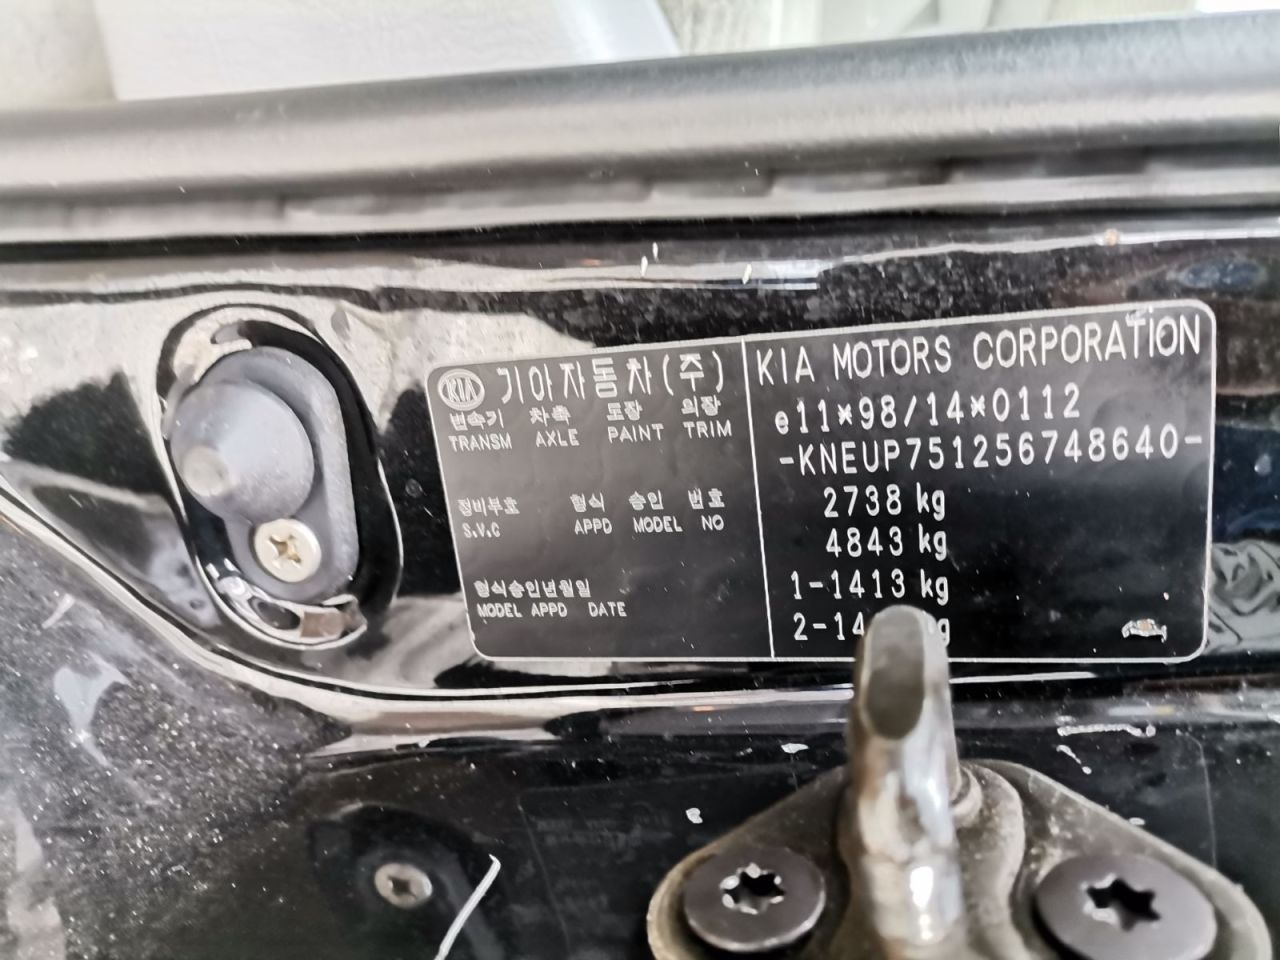 KIA 기아자동차(주)
변속기 차축 도장 의장
TRANSM AXLE PAINT TRIM
정비부호 형식 승인 번호
S.V.C APPD MODEL NO
형식승인년월일
MODEL APPD DATE
KIA MOTORS CORPORATION
e11*98/14*0112
-KNEUP751256748640-
2738 kg
4843 kg
1-1413 kg
2-14